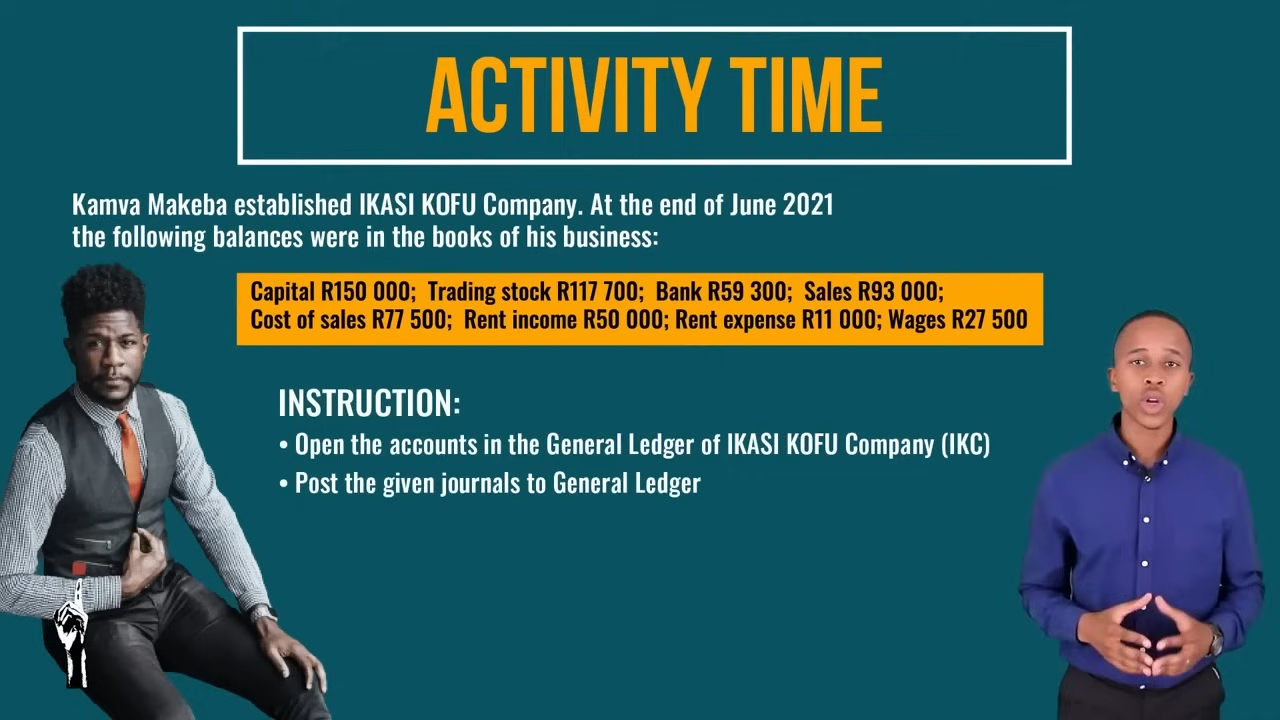 ACTIVITY TIME
Kamva Makeba established IKASI KOFU Company. At the end of June 2021
the following balances were in the books of his business:
Capital R150 000; Trading stock R117 700; Bank R59 300; Sales R93 000;
Cost of sales R77 500; Rent income R50 000; Rent expense R11 000; Wages R27 500
INSTRUCTION:
• Open the accounts in the General Ledger of IKASI KOFU Company (IKC)
• Post the given journals to General Ledger